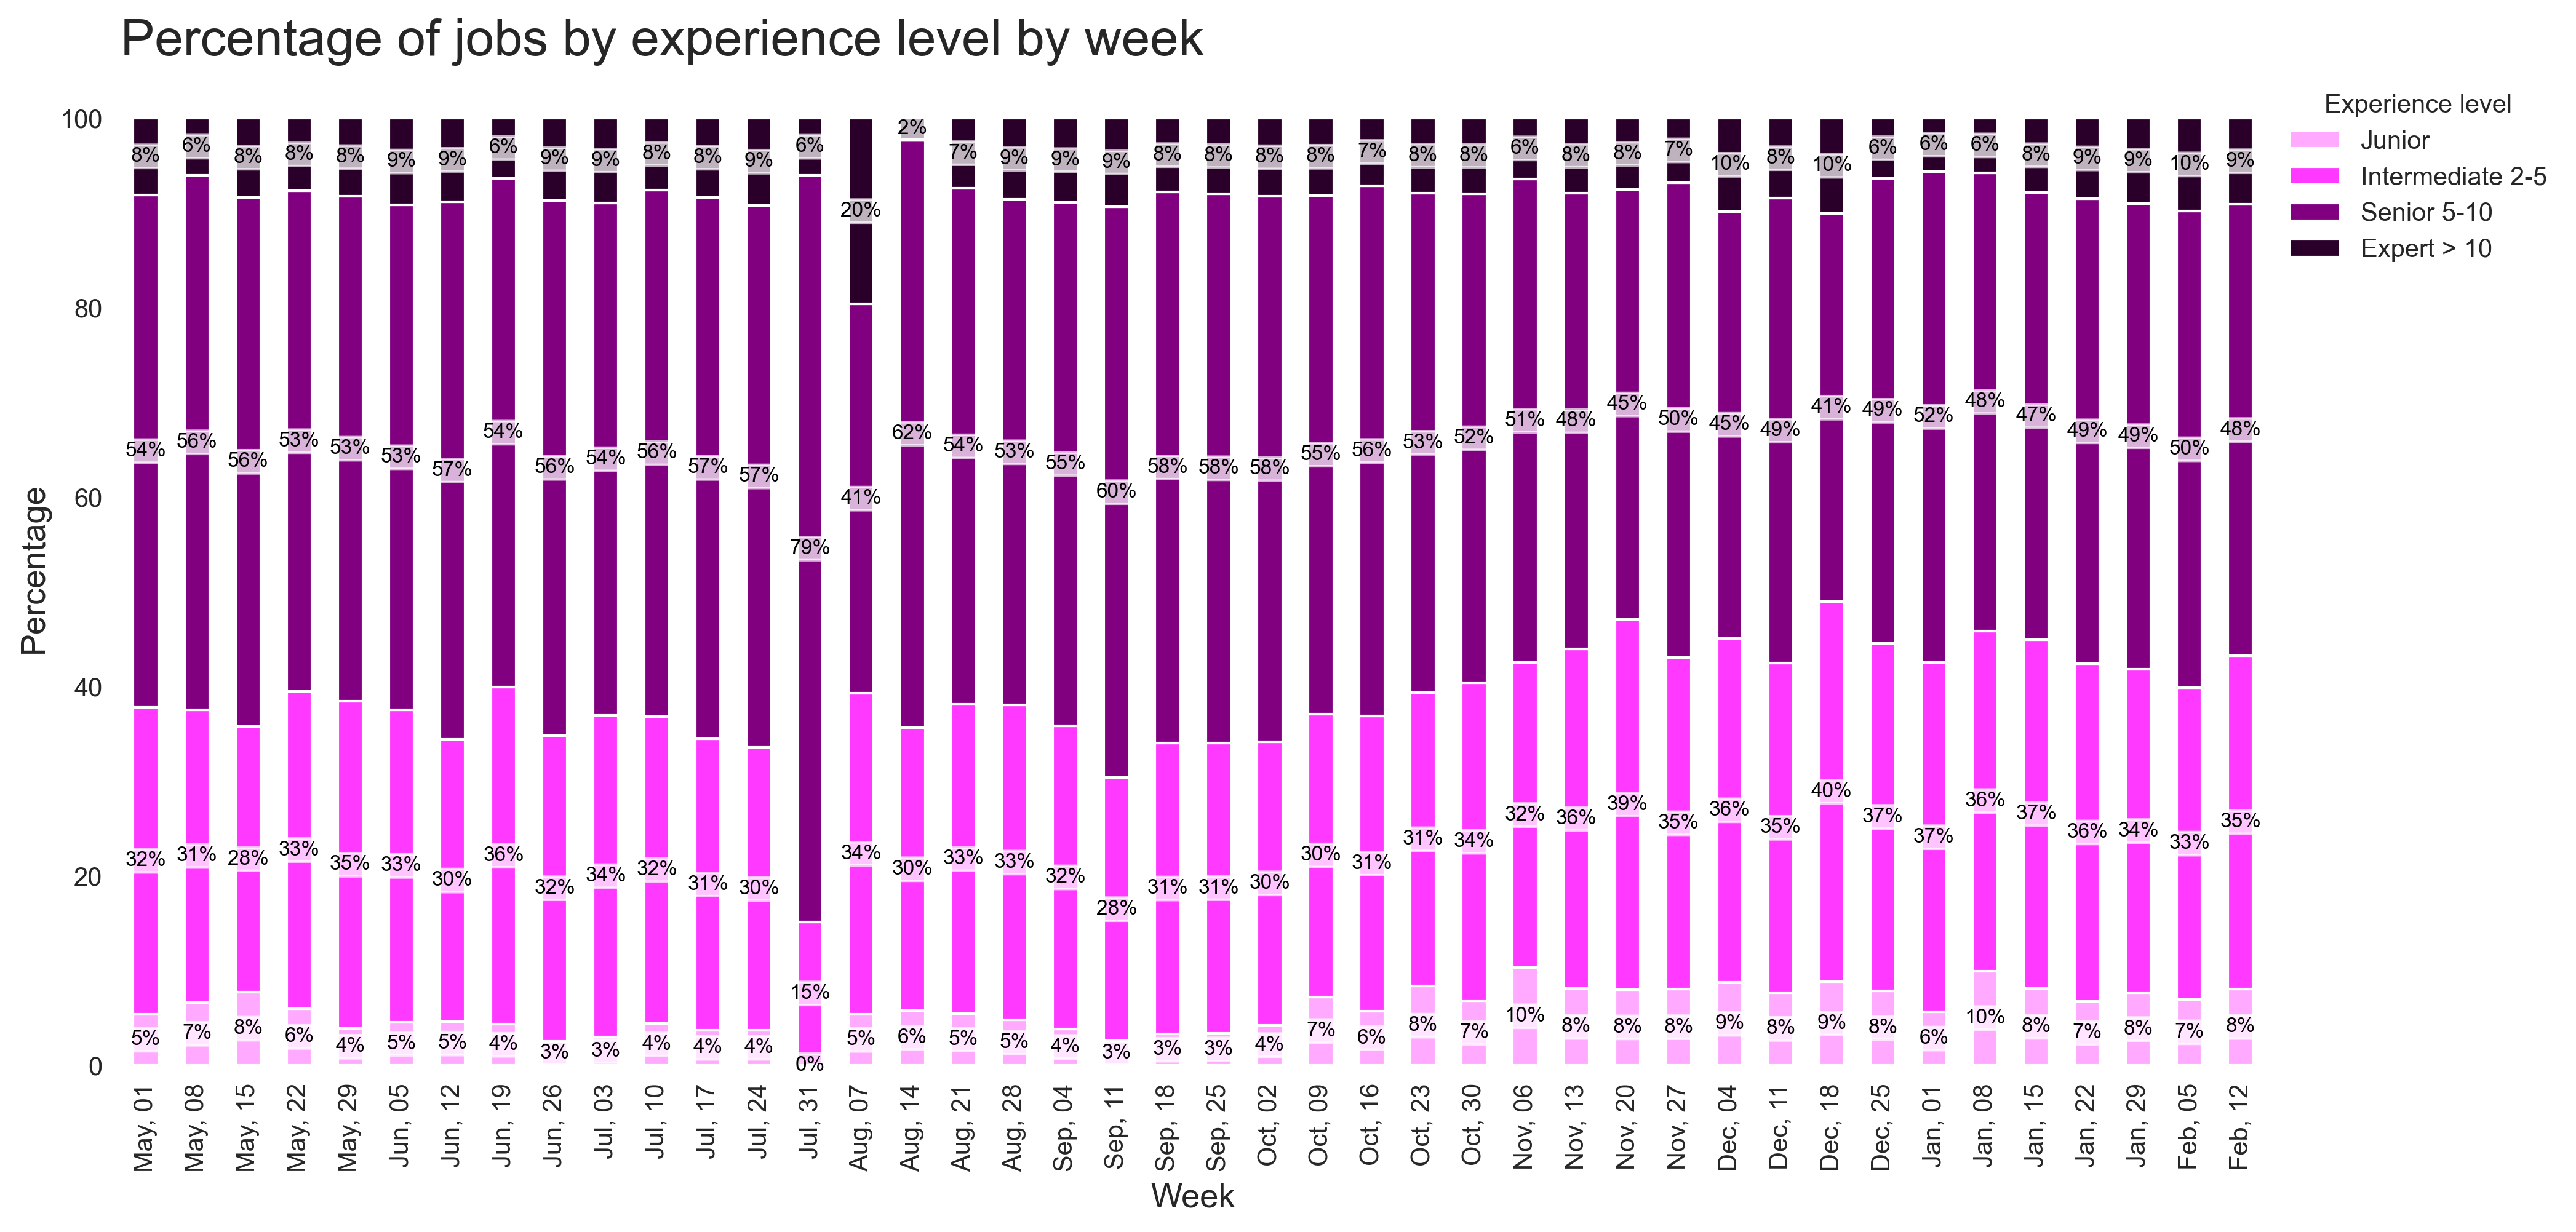 Percentage of jobs by experience level by week
Experience level
Junior
Intermediate 2-5
Senior 5-10
Expert > 10
Percentage
100
80
60
40
20
0
8% 6% 8% 8% 8% 9% 9% 6% 9% 9% 8% 8% 9% 6% 20% 2% 7% 9% 9% 9% 8% 8% 8% 8% 7% 8% 8% 6% 8% 8% 7% 10% 8% 10% 6% 6% 6% 8% 9% 9% 10% 9%
54% 56% 56% 53% 53% 53% 57% 54% 56% 54% 56% 57% 57% 79% 41% 62% 54% 53% 55% 60% 58% 58% 58% 55% 56% 53% 52% 51% 48% 45% 50% 45% 49% 41% 49% 52% 48% 47% 49% 49% 50% 48%
32% 31% 28% 33% 35% 33% 30% 36% 32% 34% 32% 31% 30% 15% 34% 30% 33% 33% 32% 28% 31% 31% 30% 30% 31% 31% 34% 32% 36% 39% 35% 36% 35% 40% 37% 37% 36% 37% 36% 34% 33% 35%
5% 7% 8% 6% 4% 5% 5% 4% 3% 3% 4% 4% 4% 0% 5% 6% 5% 5% 4% 3% 3% 3% 4% 7% 6% 8% 7% 10% 8% 8% 8% 9% 8% 9% 8% 6% 10% 8% 7% 8% 7% 8%
May, 01
May, 08
May, 15
May, 22
May, 29
Jun, 05
Jun, 12
Jun, 19
Jun, 26
Jul, 03
Jul, 10
Jul, 17
Jul, 24
Jul, 31
Aug, 07
Aug, 14
Aug, 21
Aug, 28
Sep, 04
Sep, 11
Sep, 18
Sep, 25
Oct, 02
Oct, 09
Oct, 16
Oct, 23
Oct, 30
Nov, 06
Nov, 13
Nov, 20
Nov, 27
Dec, 04
Dec, 11
Dec, 18
Dec, 25
Jan, 01
Jan, 08
Jan, 15
Jan, 22
Jan, 29
Feb, 05
Feb, 12
Week